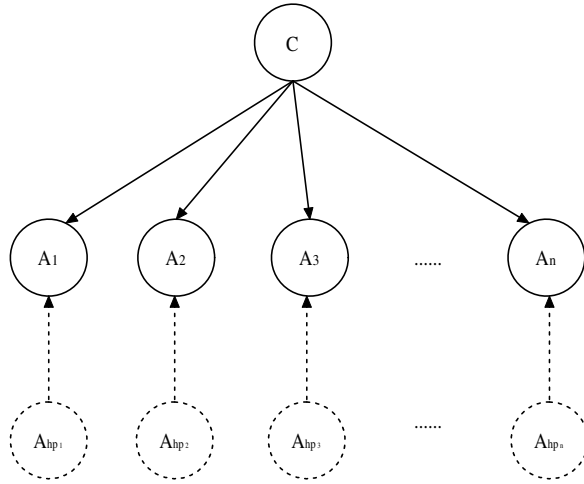 C
A1 A2 A3 ...... An
Ahp1 Ahp2 Ahp3 ...... Ahpn